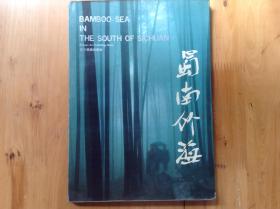 BAMBOO SEA
IN
THE SOUTH OF SICHUAN
蜀南竹海